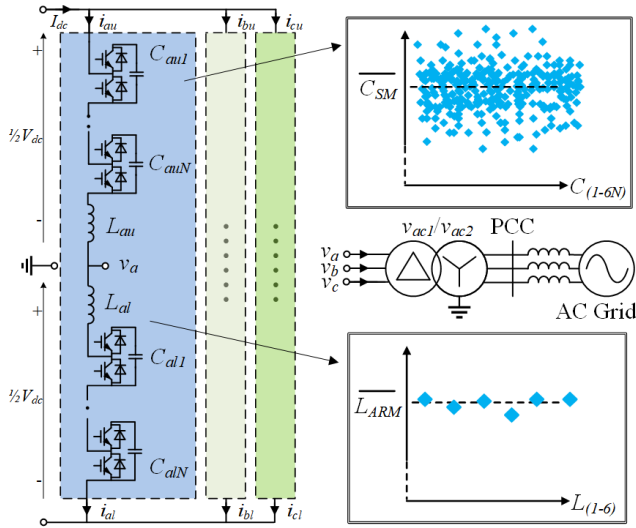 I_dc i_au i_bu i_cu
+
C_au1
½V_dc
C_auN
-
L_au
v_a
+
L_al
C_al1
½V_dc
C_alN
-
i_al i_bl i_cl
C_SM
C_(1-6N)
v_ac1/v_ac2 PCC
v_a
v_b
v_c
AC Grid
L_ARM
L_(1-6)